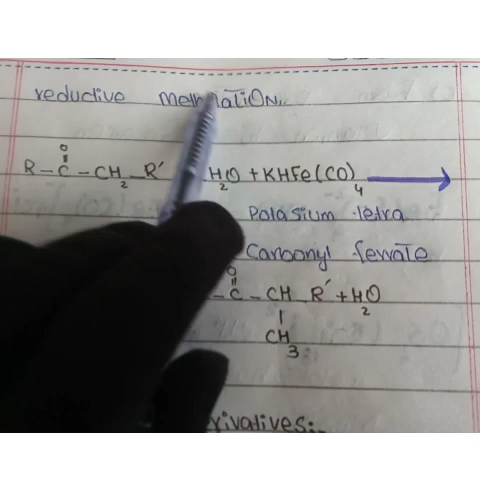 reductive
R-C-CH2-R' H2O+KHFe(CO)4
O
Potasium tetra
Carbonyl ferrate
O
-C-CH R'+H2O
CH3